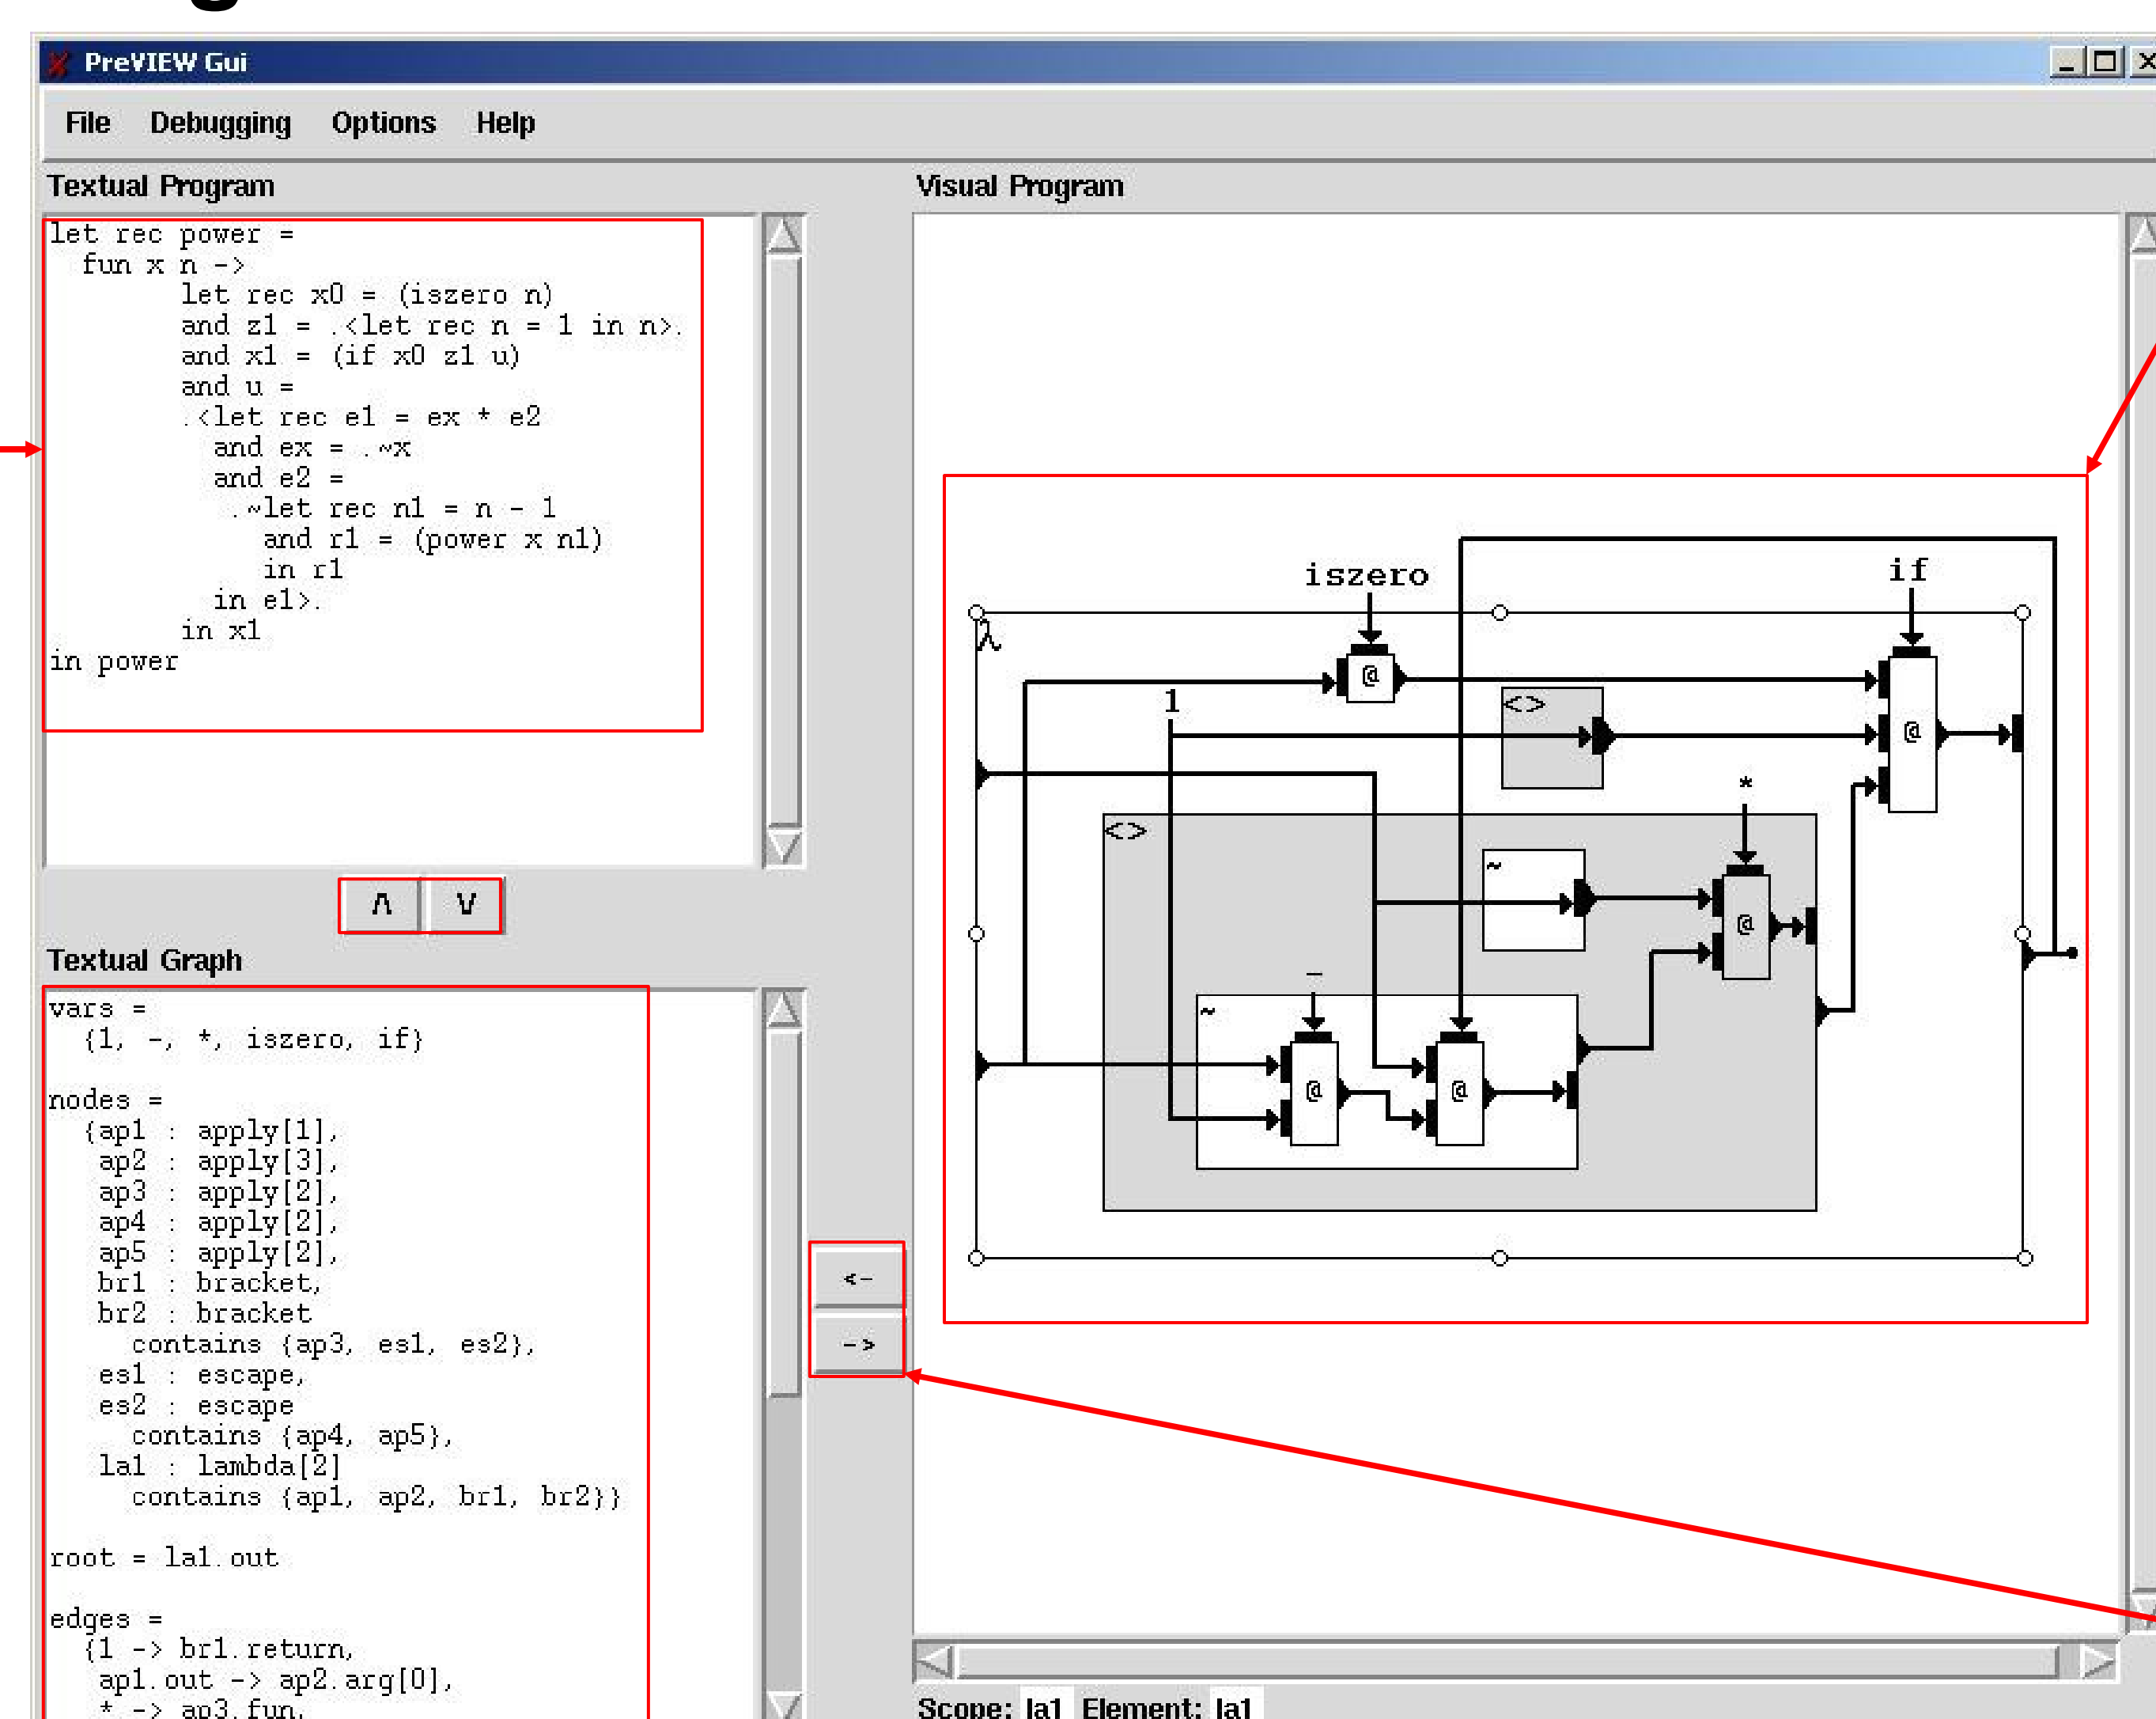 PreVIEW Gui
File Debugging Options Help
Textual Program
let rec power =
  fun x n ->
        let rec x0 = (iszero n)
        and z1 = .<let rec n = 1 in n>.
        and x1 = (if x0 z1 u)
        and u =
        .<let rec e1 = ex * e2
          and ex = .~x
          and e2 =
           .~let rec n1 = n - 1
             and r1 = (power x n1)
             in r1
          in e1>.
        in x1
in power
Λ V
Textual Graph
vars =
  {1, -, *, iszero, if}
nodes =
  {ap1 : apply[1],
   ap2 : apply[3],
   ap3 : apply[2],
   ap4 : apply[2],
   ap5 : apply[2],
   br1 : bracket,
   br2 : bracket
     contains {ap3, es1, es2},
   es1 : escape,
   es2 : escape
     contains {ap4, ap5},
   la1 : lambda[2]
     contains {ap1, ap2, br1, br2}}
root = la1.out
edges =
  {1 -> br1.return,
   ap1.out -> ap2.arg[0],
   * -> ap3.fun,
<-
->
Visual Program
iszero
if
λ
@
1
<>
@
*
<>
~
@
-
~
@
@
Scope: la1 Element: la1